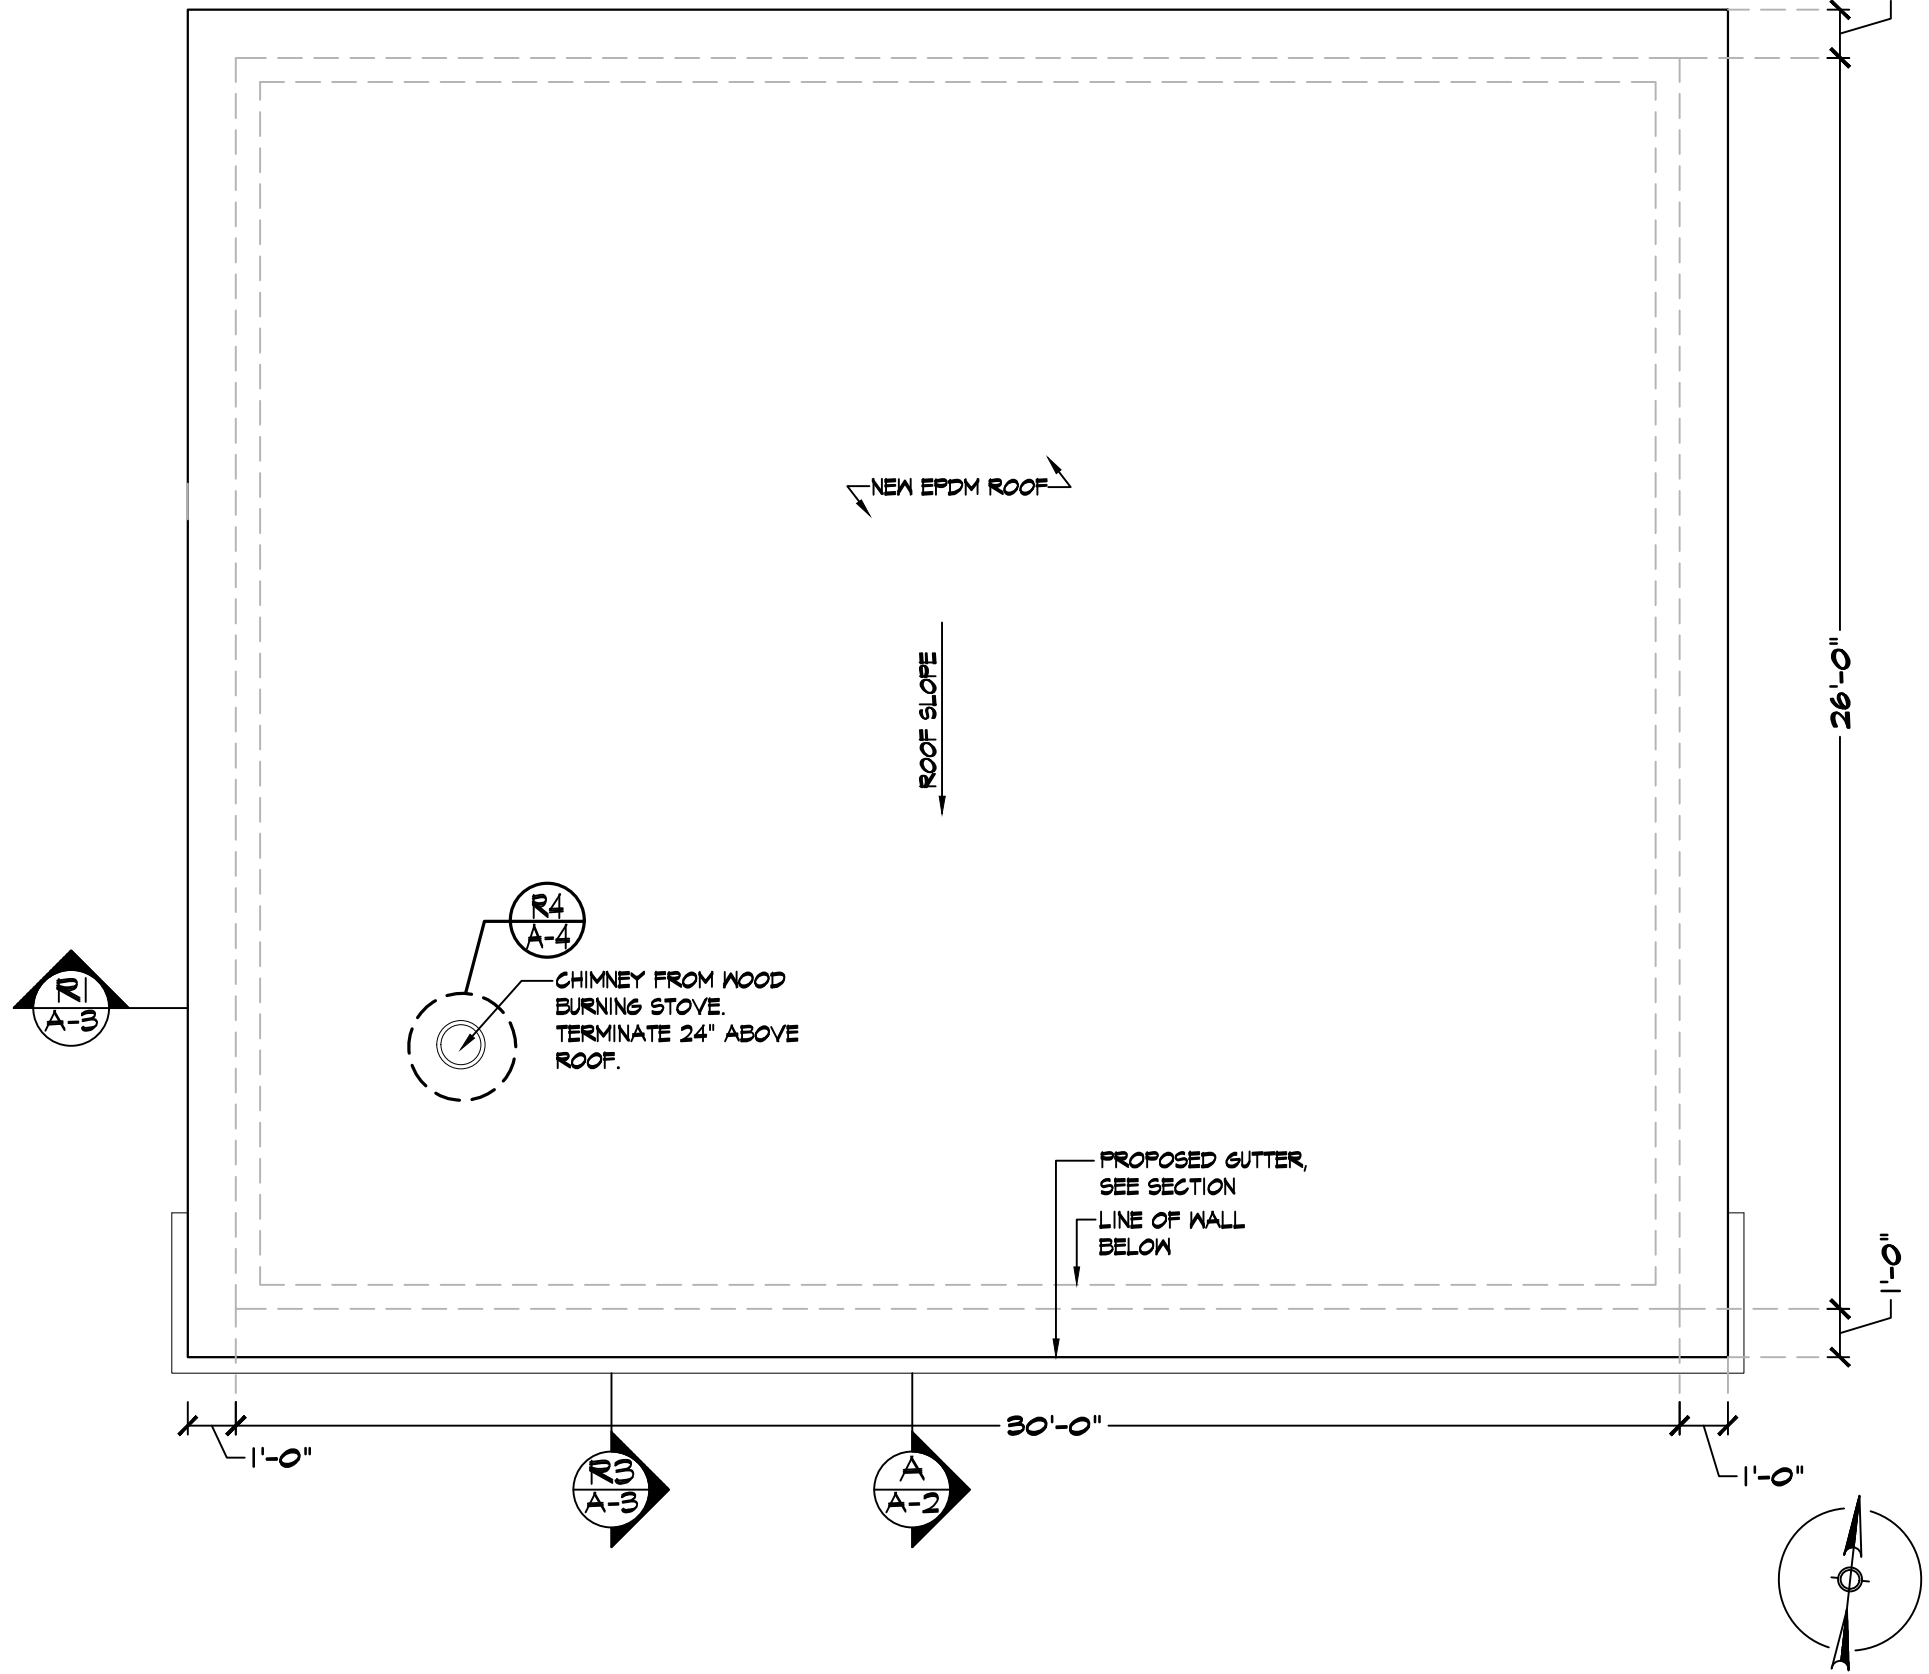 NEW EPDM ROOF
ROOF SLOPE
26'-0"
R4
A-4
R1
A-3
CHIMNEY FROM WOOD
BURNING STOVE.
TERMINATE 24" ABOVE
ROOF.
PROPOSED GUTTER,
SEE SECTION
LINE OF WALL
BELOW
1'-0"
30'-0"
1'-0"
1'-0"
R3
A-3
A
A-2